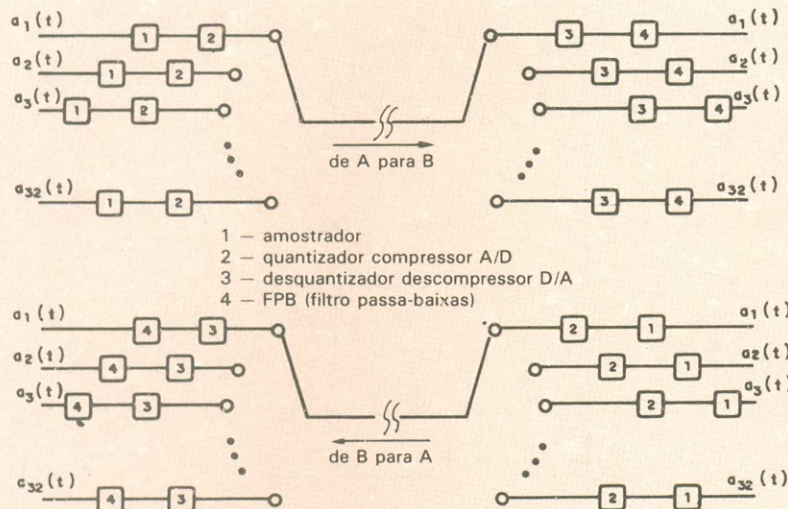 a1(t) 1 2 3 4 a1(t)
a2(t) 1 2 3 4 a2(t)
a3(t) 1 2 3 4 a3(t)
de A para B
a32(t) 1 2 3 4 a32(t)
1 — amostrador
2 — quantizador compressor A/D
3 — desquantizador descompressor D/A
4 — FPB (filtro passa-baixas)
a1(t) 4 3 2 1 a1(t)
a2(t) 4 3 2 1 a2(t)
a3(t) 4 3 2 1 a3(t)
de B para A
a32(t) 4 3 2 1 a32(t)